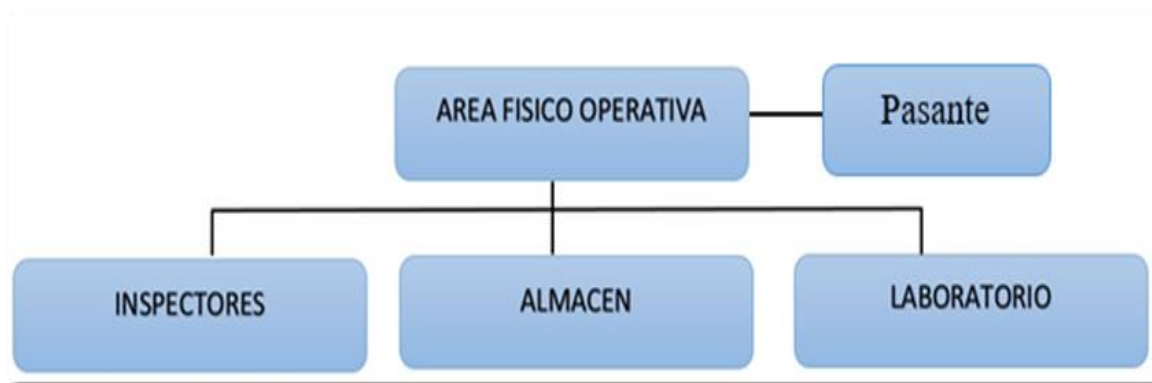 AREA FISICO OPERATIVA
Pasante
INSPECTORES
ALMACEN
LABORATORIO